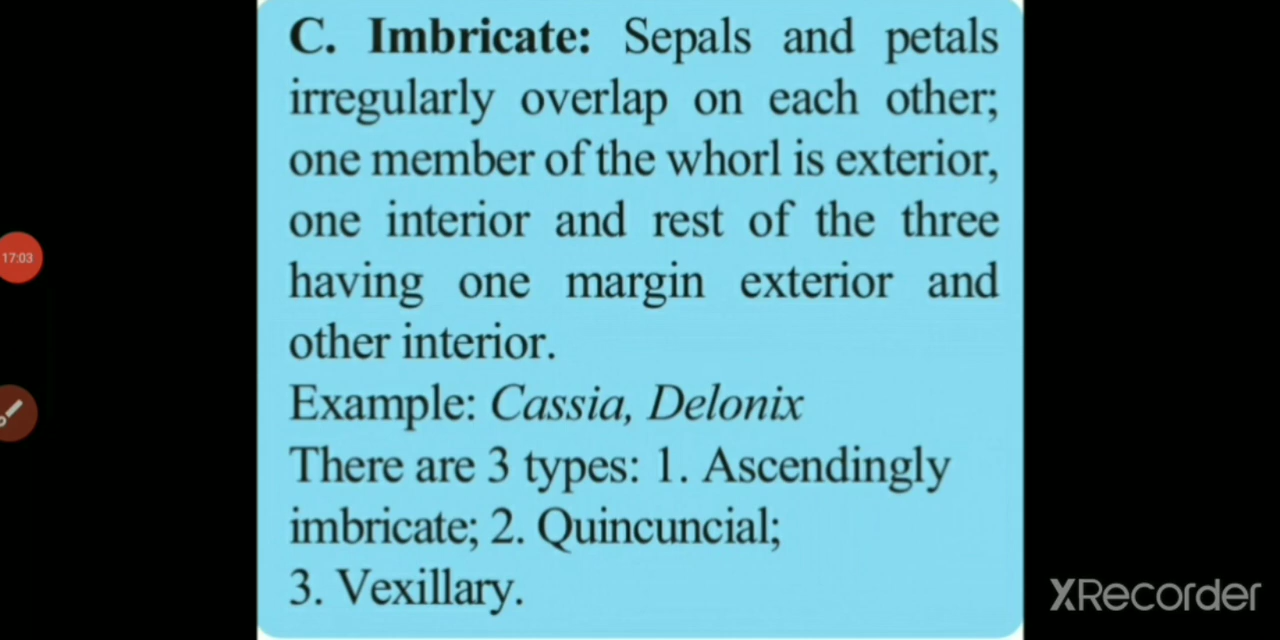 C. Imbricate: Sepals and petals
irregularly overlap on each other;
one member of the whorl is exterior,
one interior and rest of the three
having one margin exterior and
other interior.
Example: Cassia, Delonix
There are 3 types: 1. Ascendingly
imbricate; 2. Quincuncial;
3. Vexillary.
17:03
XRecorder